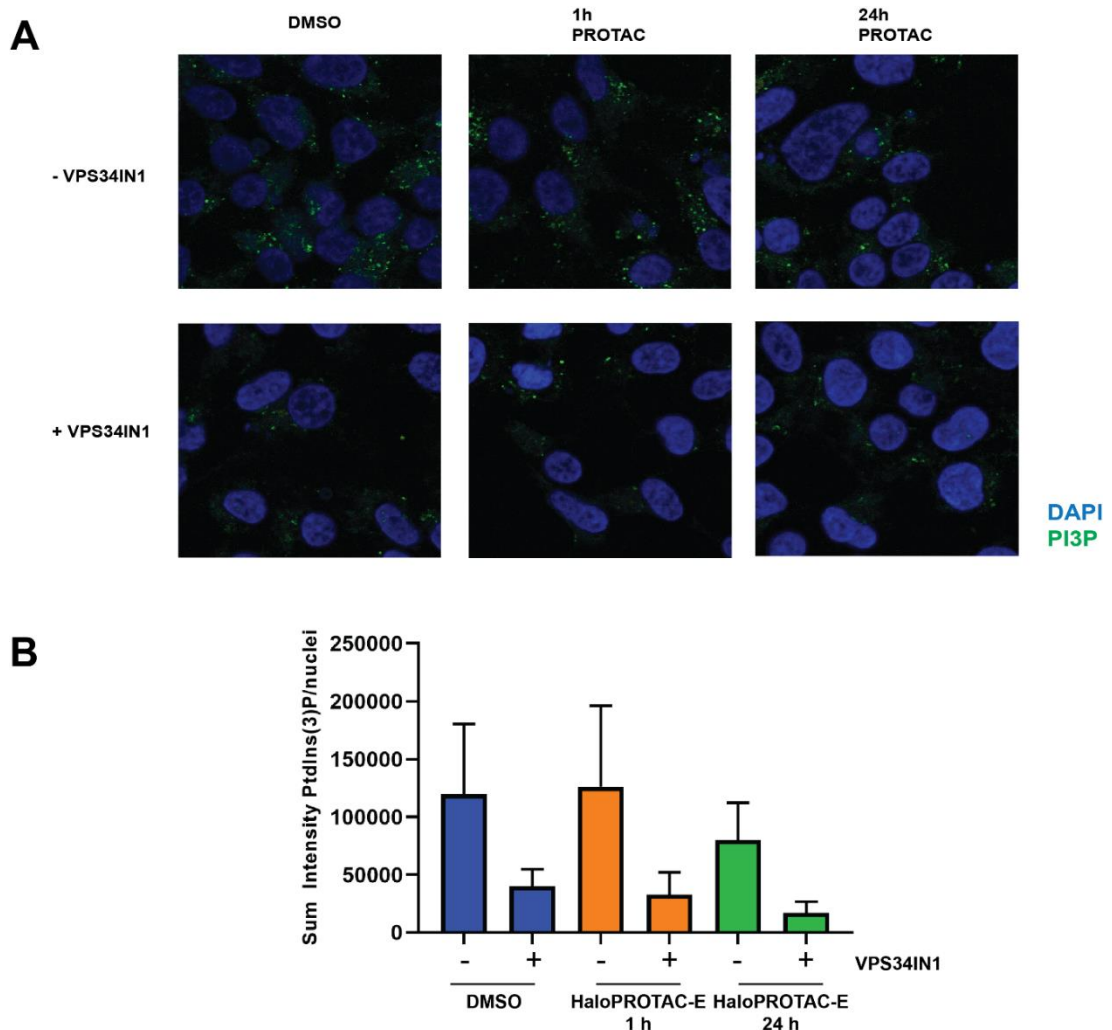 A
DMSO
1h
PROTAC
24h
PROTAC
- VPS34IN1
+ VPS34IN1
DAPI
PI3P
B
Sum Intensity PtdIns(3)P/nuclei
250000
200000
150000
100000
50000
0
- + - + - + VPS34IN1
DMSO HaloPROTAC-E HaloPROTAC-E
1 h 24 h